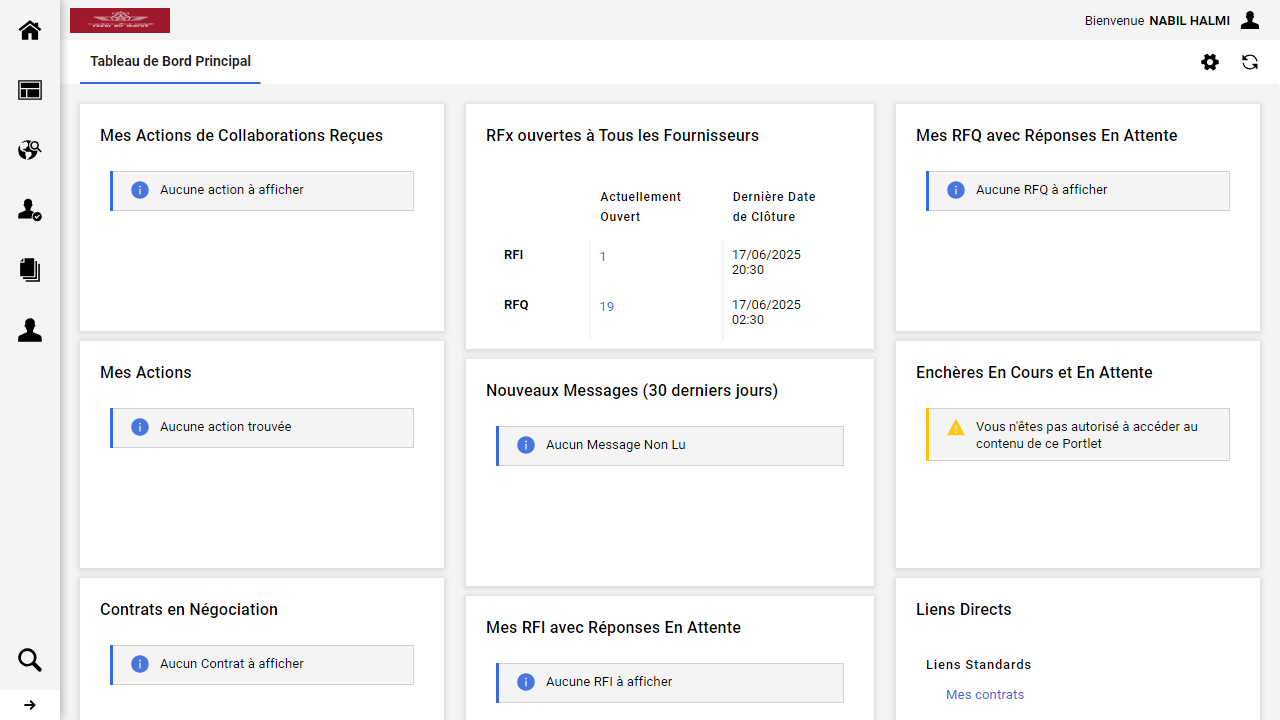 Bienvenue NABIL HALMI
Tableau de Bord Principal
Mes Actions de Collaborations Reçues
Aucune action à afficher
RFx ouvertes à Tous les Fournisseurs
Actuellement Ouvert
Dernière Date de Clôture
RFI
1
17/06/2025 20:30
RFQ
19
17/06/2025 02:30
Mes RFQ avec Réponses En Attente
Aucune RFQ à afficher
Mes Actions
Aucune action trouvée
Nouveaux Messages (30 derniers jours)
Aucun Message Non Lu
Enchères En Cours et En Attente
Vous n'êtes pas autorisé à accéder au
contenu de ce Portlet
Contrats en Négociation
Aucun Contrat à afficher
Mes RFI avec Réponses En Attente
Aucune RFI à afficher
Liens Directs
Liens Standards
Mes contrats